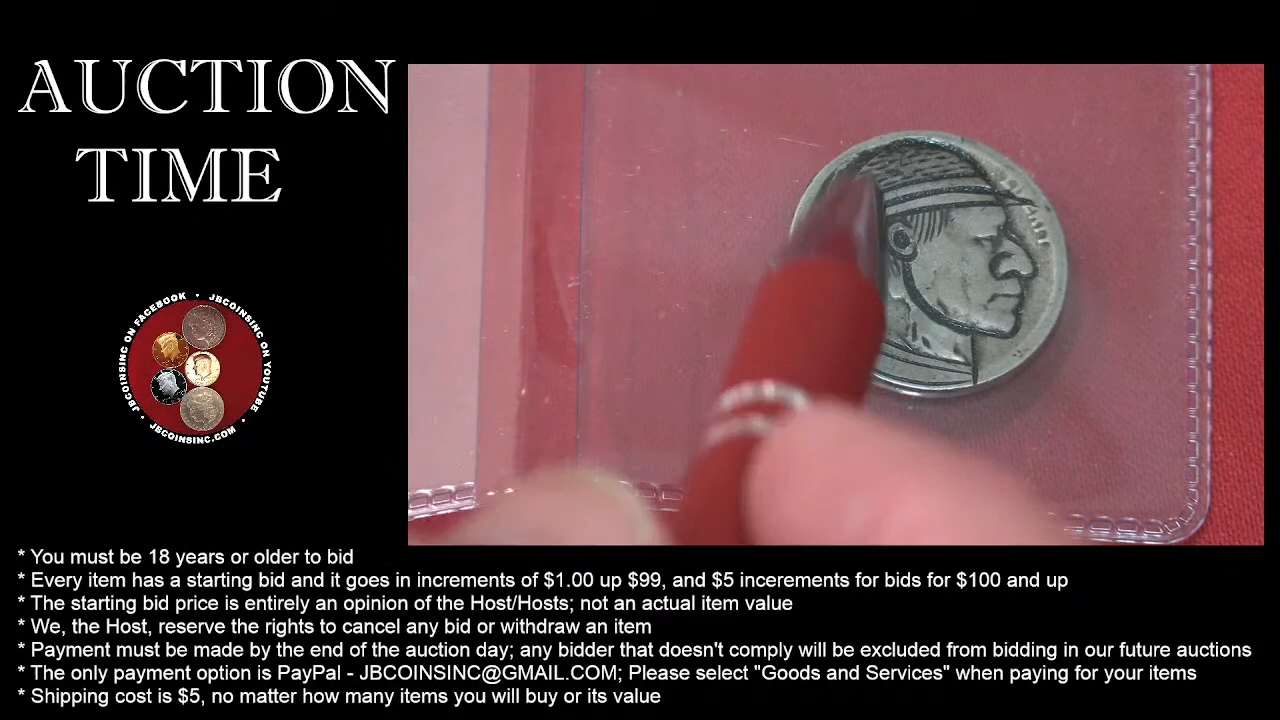 AUCTION
TIME
JBCOINSINC ON FACEBOOK • JBCOINSINC ON YOUTUBE • JBCOINSINC.COM •
* You must be 18 years or older to bid
* Every item has a starting bid and it goes in increments of $1.00 up $99, and $5 incerements for bids for $100 and up
* The starting bid price is entirely an opinion of the Host/Hosts; not an actual item value
* We, the Host, reserve the rights to cancel any bid or withdraw an item
* Payment must be made by the end of the auction day; any bidder that doesn't comply will be excluded from bidding in our future auctions
* The only payment option is PayPal - JBCOINSINC@GMAIL.COM; Please select "Goods and Services" when paying for your items
* Shipping cost is $5, no matter how many items you will buy or its value